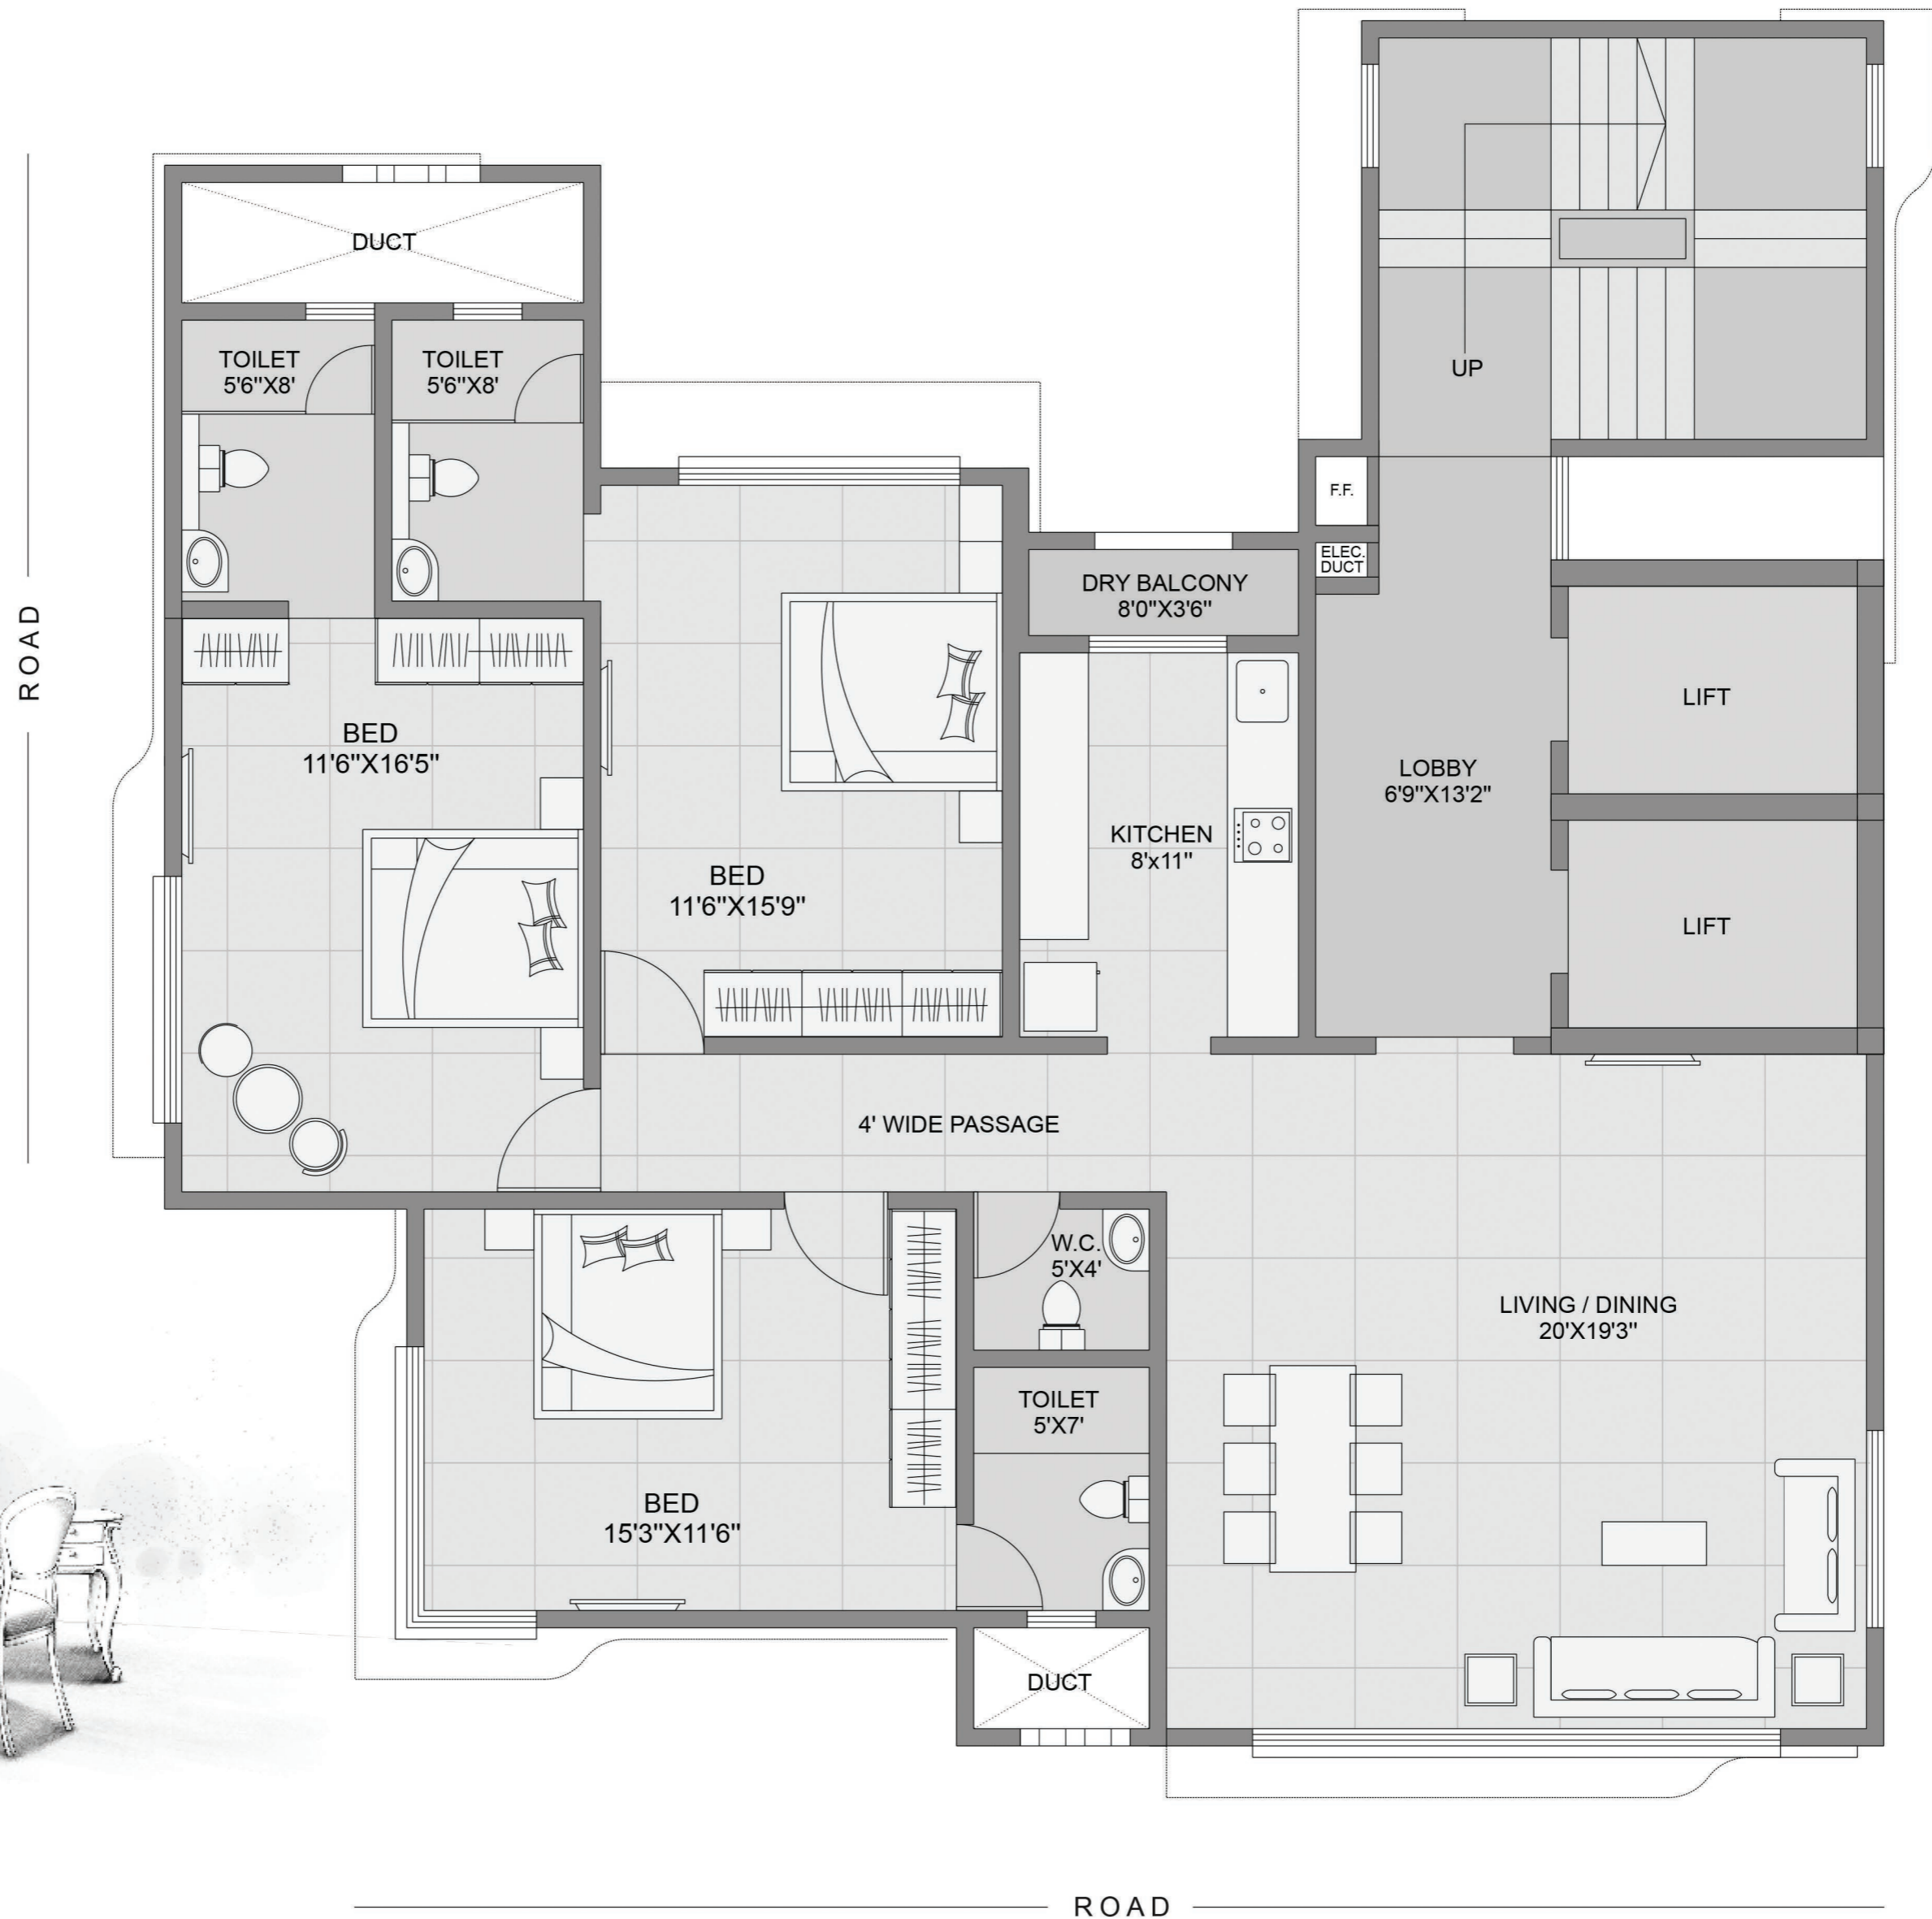 DUCT
TOILET
5'6"X8'
TOILET
5'6"X8'
UP
F.F.
ELEC.
DUCT
DRY BALCONY
8'0"X3'6"
ROAD
BED
11'6"X16'5"
LIFT
LOBBY
6'9"X13'2"
KITCHEN
8'x11"
BED
11'6"X15'9"
LIFT
4' WIDE PASSAGE
W.C.
5'X4'
LIVING / DINING
20'X19'3"
TOILET
5'X7'
BED
15'3"X11'6"
DUCT
ROAD